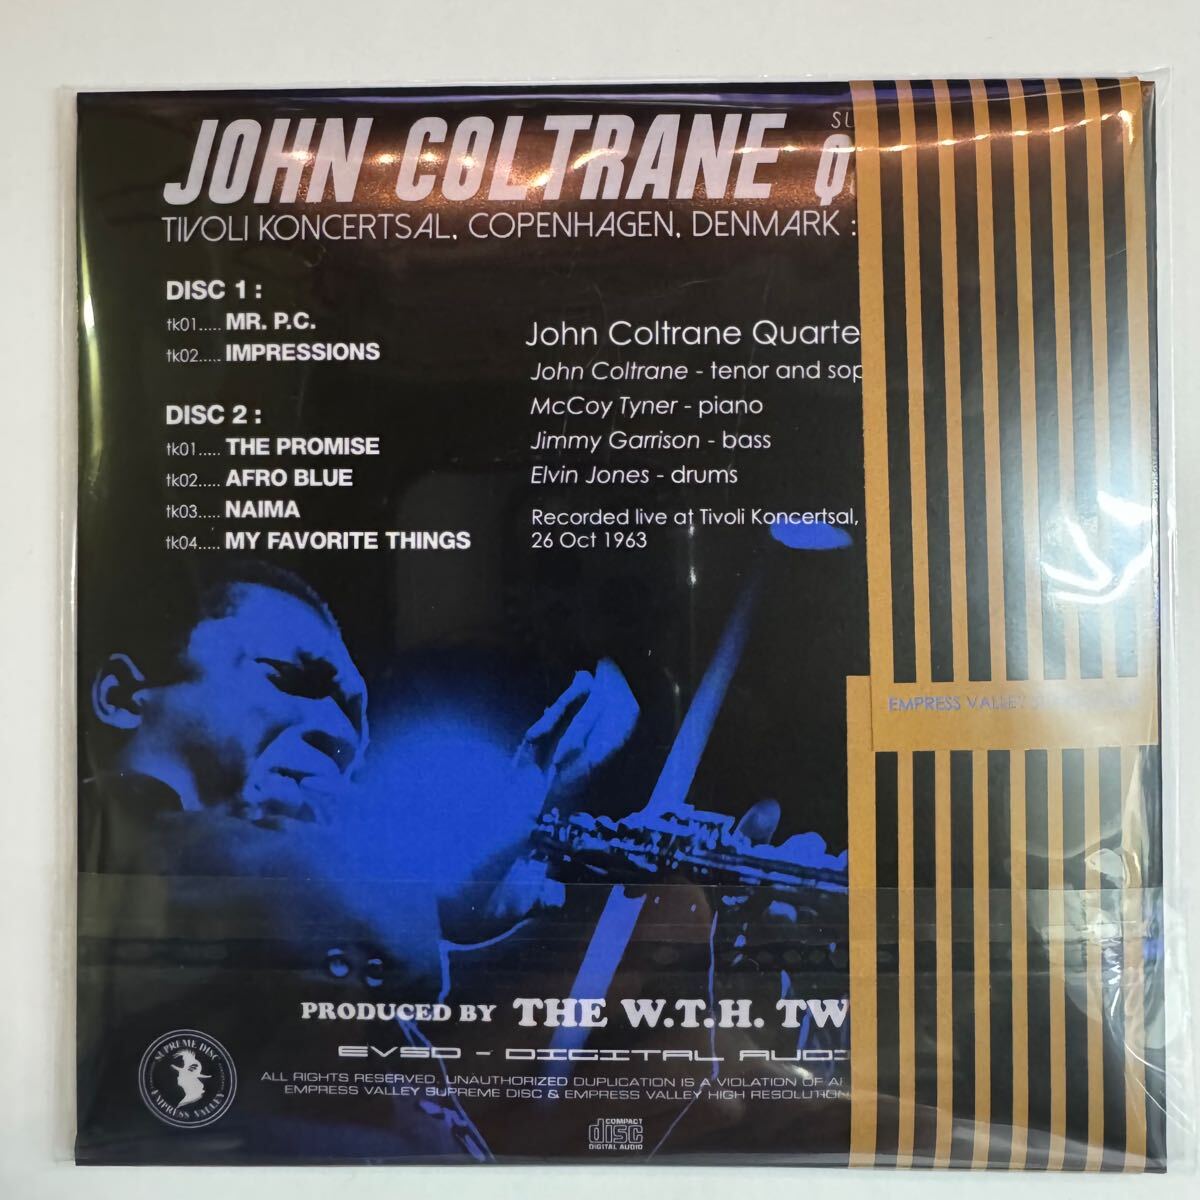 JOHN COLTRANE
TIVOLI KONCERTSAL, COPENHAGEN, DENMARK :
DISC 1 :
tk01..... MR. P.C.
tk02..... IMPRESSIONS
DISC 2 :
tk01..... THE PROMISE
tk02..... AFRO BLUE
tk03..... NAIMA
tk04..... MY FAVORITE THINGS
John Coltrane Quarte
John Coltrane - tenor and sop
McCoy Tyner - piano
Jimmy Garrison - bass
Elvin Jones - drums
Recorded live at Tivoli Koncertsal,
26 Oct 1963
EMPRESS VALLEY
PRODUCED BY THE W.T.H. TW
EVSD - DIGITAL AUDI
ALL RIGHTS RESERVED. UNAUTHORIZED DUPLICATION IS A VIOLATION OF AP
EMPRESS VALLEY SUPREME DISC & EMPRESS VALLEY HIGH RESOLUTION
SUPREME DISC
EMPRESS VALLEY
COMPACT
disc
DIGITAL AUDIO